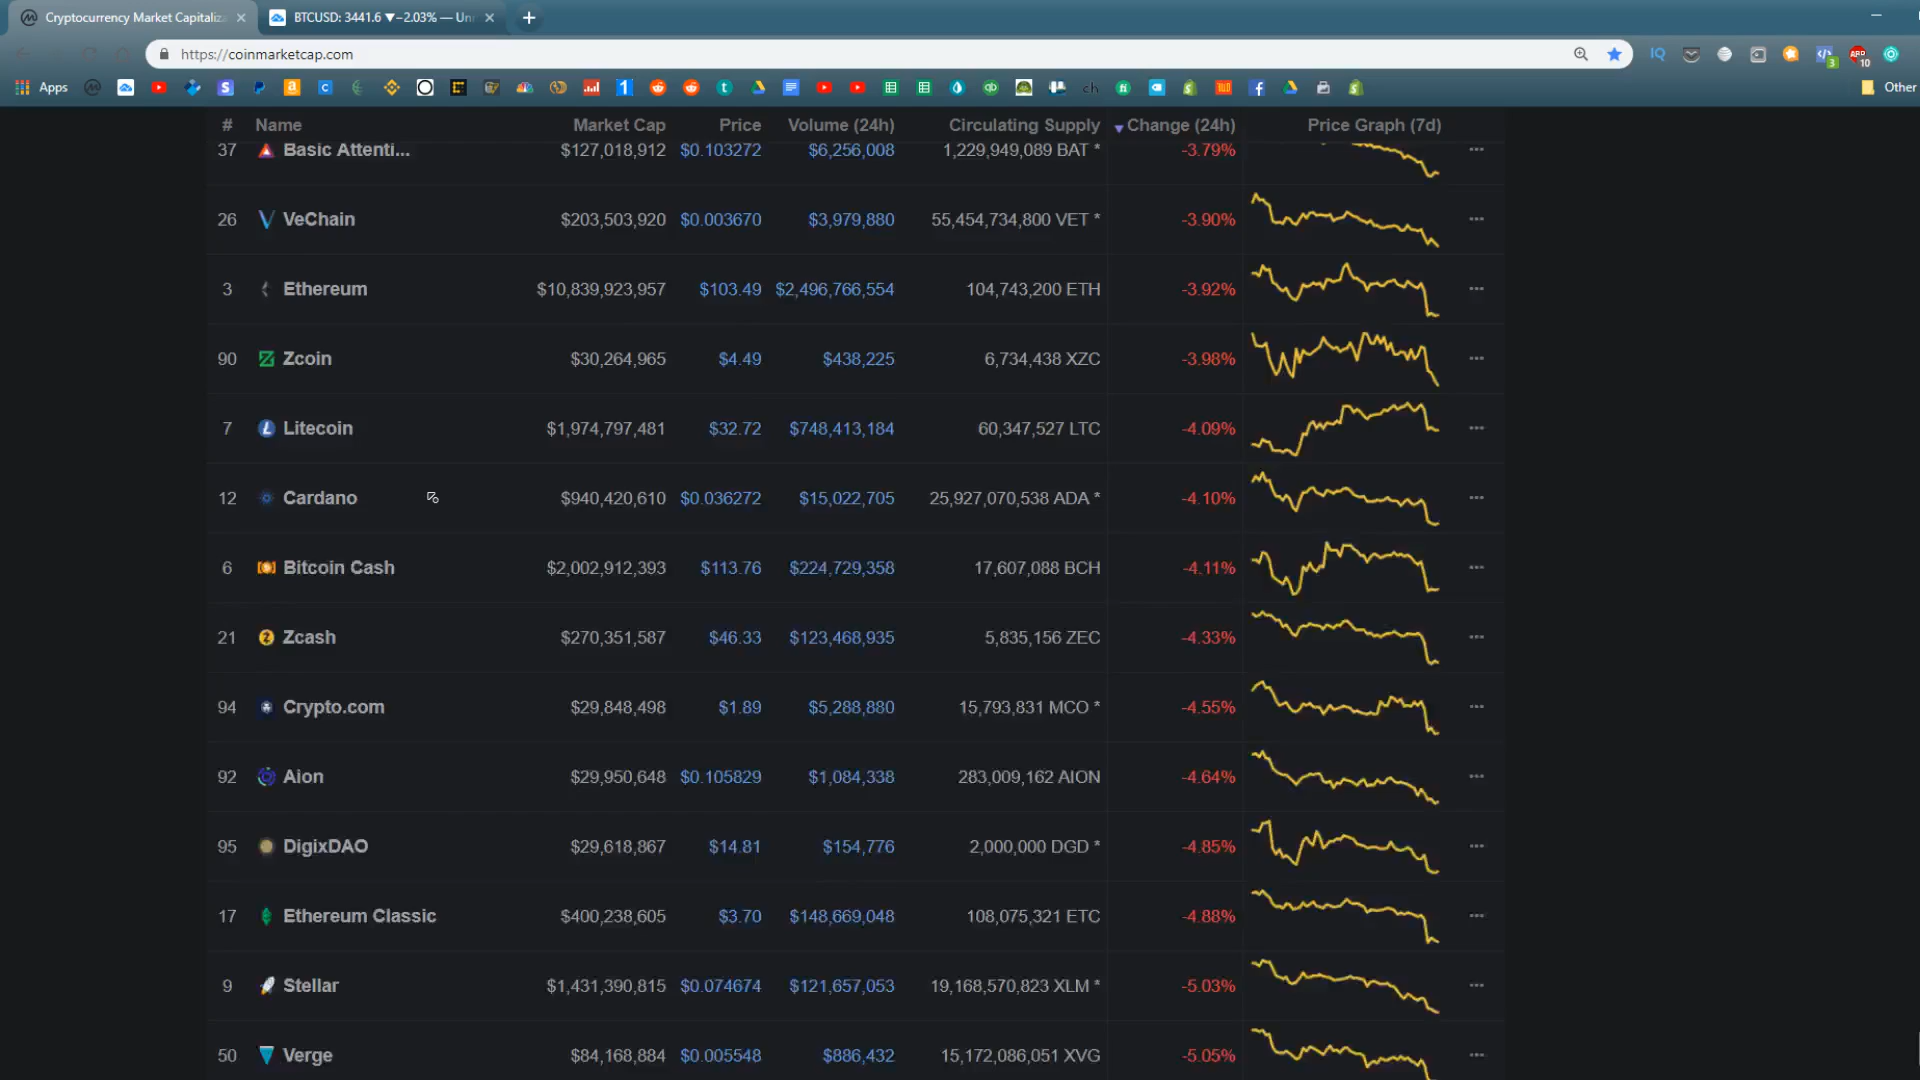 Cryptocurrency Market Capitaliza
BTCUSD: 3441.6 ▼−2.03% — Un
https://coinmarketcap.com
Apps
Other
# Name Market Cap Price Volume (24h) Circulating Supply ▼ Change (24h) Price Graph (7d)
37 Basic Attenti... $127,018,912 $0.103272 $6,256,008 1,229,949,089 BAT * -3.79%
26 VeChain $203,503,920 $0.003670 $3,979,880 55,454,734,800 VET * -3.90%
3 Ethereum $10,839,923,957 $103.49 $2,496,766,554 104,743,200 ETH -3.92%
90 Zcoin $30,264,965 $4.49 $438,225 6,734,438 XZC -3.98%
7 Litecoin $1,974,797,481 $32.72 $748,413,184 60,347,527 LTC -4.09%
12 Cardano $940,420,610 $0.036272 $15,022,705 25,927,070,538 ADA * -4.10%
6 Bitcoin Cash $2,002,912,393 $113.76 $224,729,358 17,607,088 BCH -4.11%
21 Zcash $270,351,587 $46.33 $123,468,935 5,835,156 ZEC -4.33%
94 Crypto.com $29,848,498 $1.89 $5,288,880 15,793,831 MCO * -4.55%
92 Aion $29,950,648 $0.105829 $1,084,338 283,009,162 AION -4.64%
95 DigixDAO $29,618,867 $14.81 $154,776 2,000,000 DGD * -4.85%
17 Ethereum Classic $400,238,605 $3.70 $148,669,048 108,075,321 ETC -4.88%
9 Stellar $1,431,390,815 $0.074674 $121,657,053 19,168,570,823 XLM * -5.03%
50 Verge $84,168,884 $0.005548 $886,432 15,172,086,051 XVG -5.05%